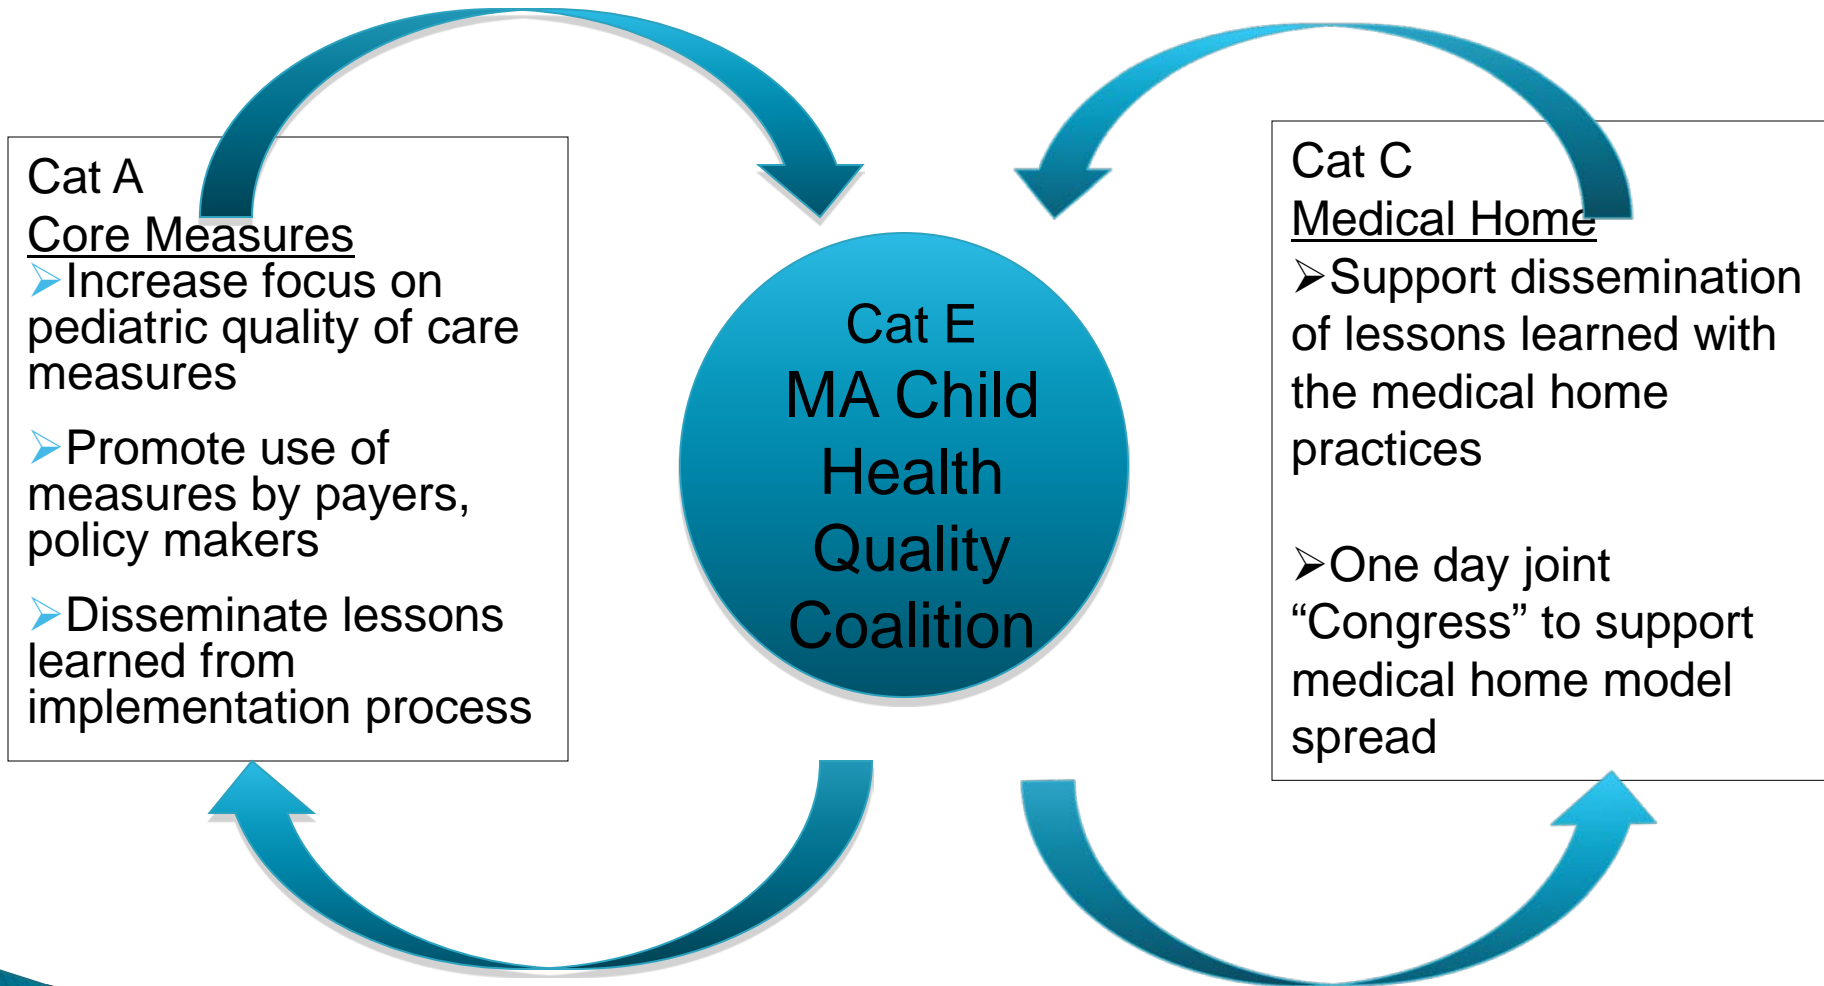 Cat A
Core Measures
➢Increase focus on
pediatric quality of care
measures
➢Promote use of
measures by payers,
policy makers
➢Disseminate lessons
learned from
implementation process
Cat E
MA Child
Health
Quality
Coalition
Cat C
Medical Home
➢Support dissemination
of lessons learned with
the medical home
practices
➢One day joint
“Congress” to support
medical home model
spread